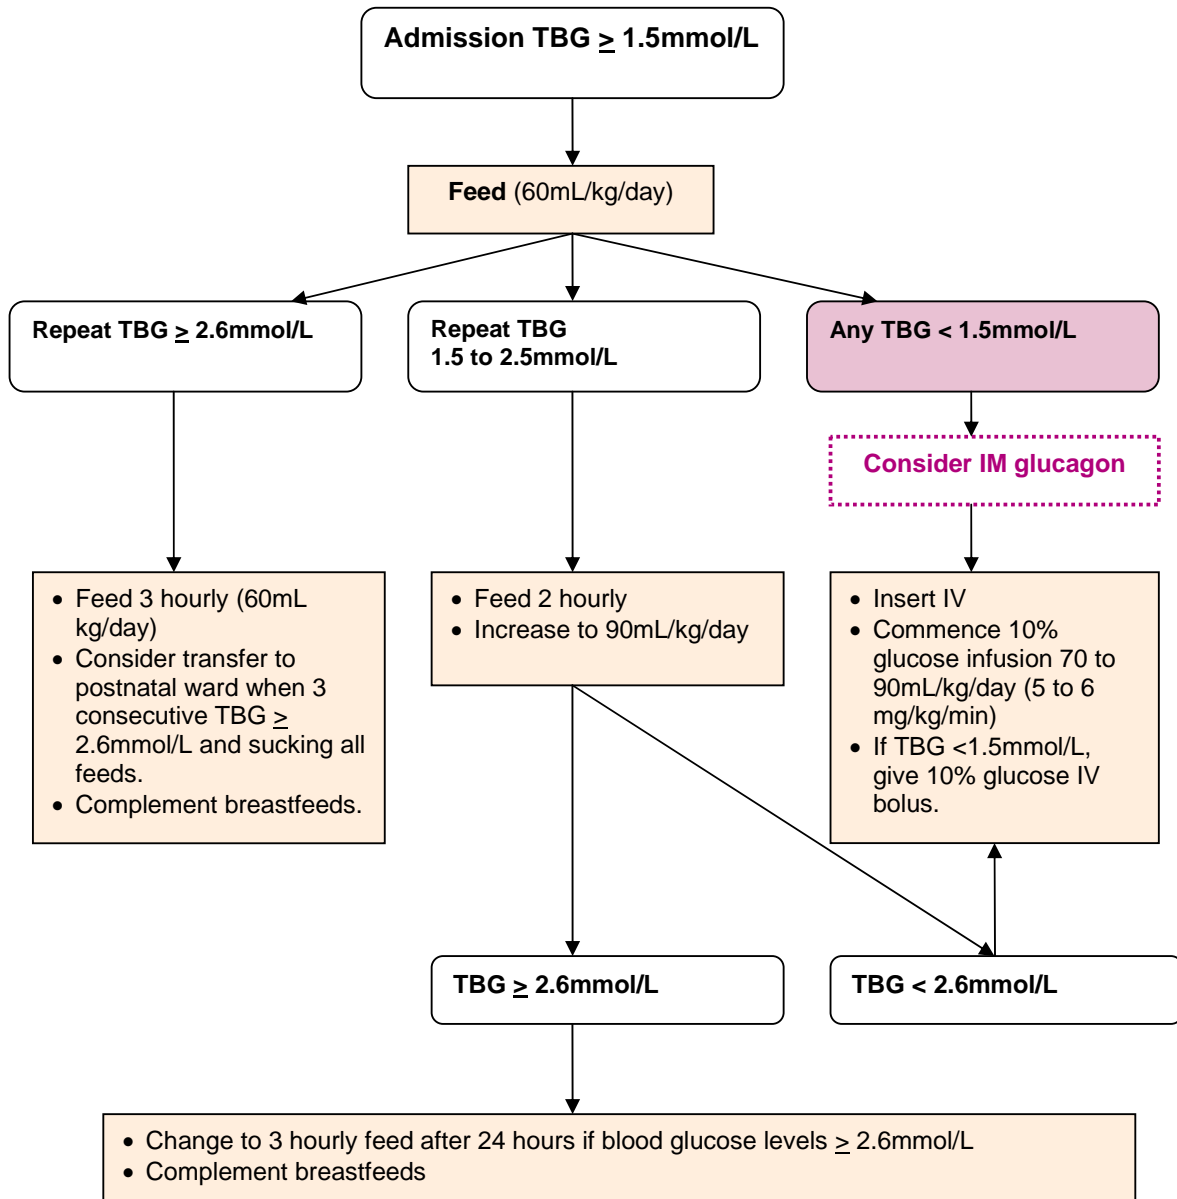 Admission TBG ≥ 1.5mmol/L
Feed (60mL/kg/day)
Repeat TBG ≥ 2.6mmol/L
Repeat TBG
1.5 to 2.5mmol/L
Any TBG < 1.5mmol/L
Consider IM glucagon
• Feed 3 hourly (60mL
kg/day)
• Consider transfer to
postnatal ward when 3
consecutive TBG ≥
2.6mmol/L and sucking all
feeds.
• Complement breastfeeds.
• Feed 2 hourly
• Increase to 90mL/kg/day
• Insert IV
• Commence 10%
glucose infusion 70 to
90mL/kg/day (5 to 6
mg/kg/min)
• If TBG <1.5mmol/L,
give 10% glucose IV
bolus.
TBG ≥ 2.6mmol/L
TBG < 2.6mmol/L
• Change to 3 hourly feed after 24 hours if blood glucose levels ≥ 2.6mmol/L
• Complement breastfeeds